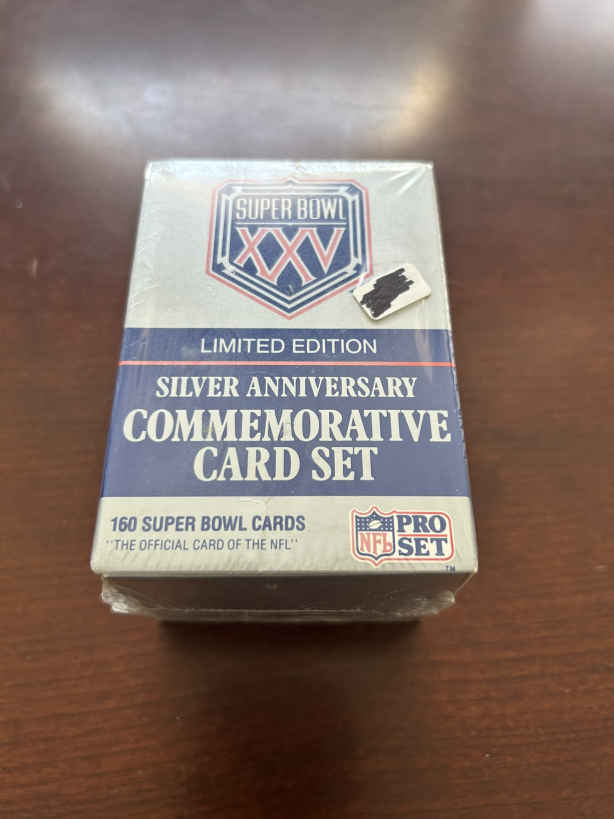 SUPER BOWL
XXV
LIMITED EDITION
SILVER ANNIVERSARY
COMMEMORATIVE
CARD SET
160 SUPER BOWL CARDS
"THE OFFICIAL CARD OF THE NFL"
NFL
PRO
SET
TM